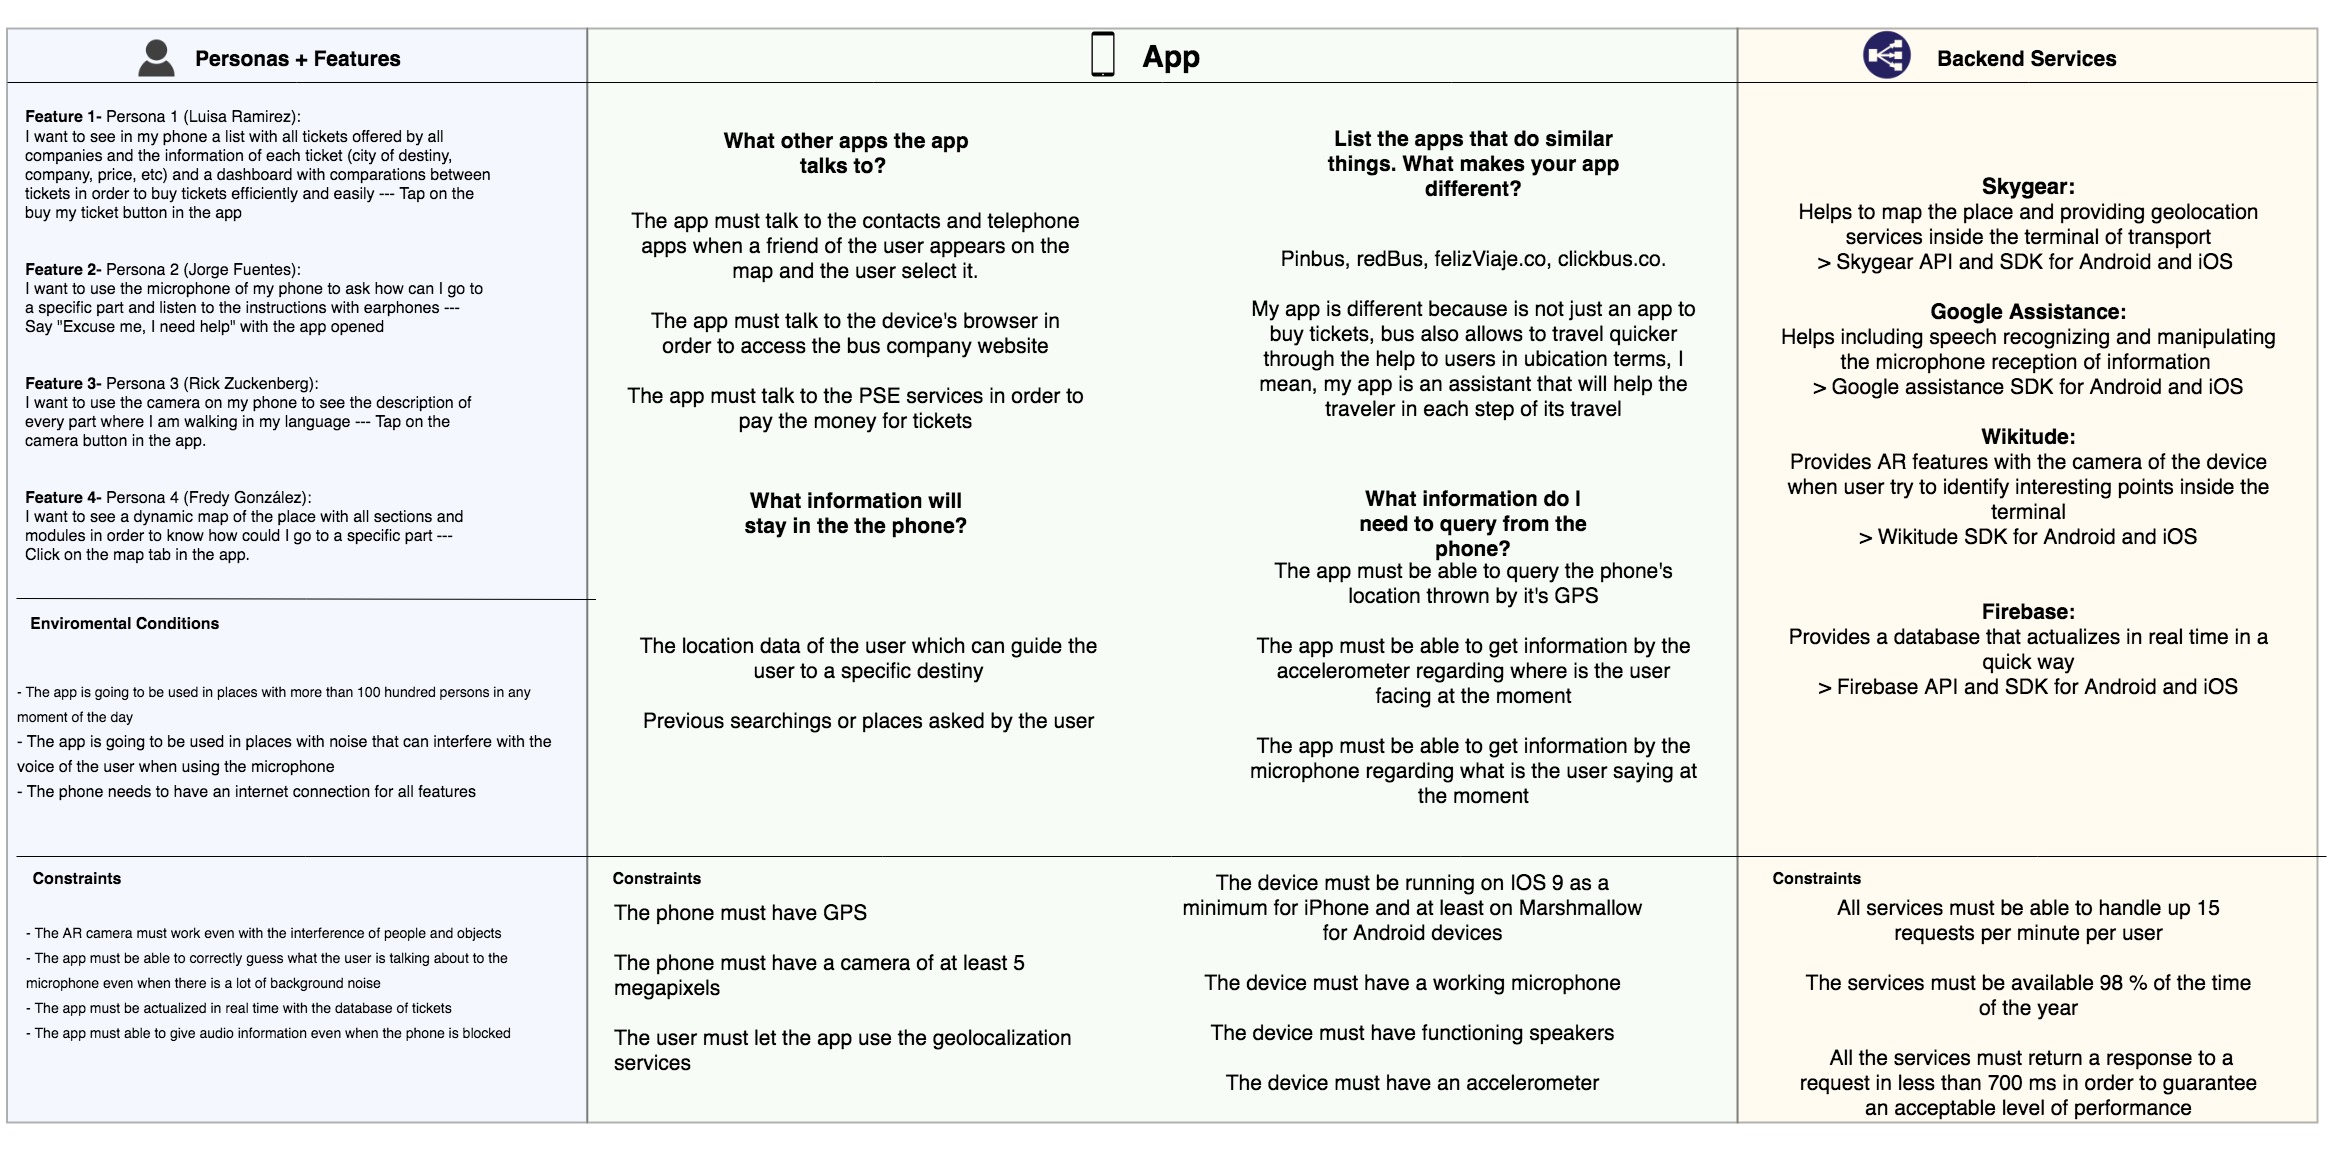 Personas + Features
Feature 1- Persona 1 (Luisa Ramirez):
I want to see in my phone a list with all tickets offered by all
companies and the information of each ticket (city of destiny,
company, price, etc) and a dashboard with comparations between
tickets in order to buy tickets efficiently and easily --- Tap on the
buy my ticket button in the app
Feature 2- Persona 2 (Jorge Fuentes):
I want to use the microphone of my phone to ask how can I go to
a specific part and listen to the instructions with earphones ---
Say "Excuse me, I need help" with the app opened
Feature 3- Persona 3 (Rick Zuckenberg):
I want to use the camera on my phone to see the description of
every part where I am walking in my language --- Tap on the
camera button in the app.
Feature 4- Persona 4 (Fredy González):
I want to see a dynamic map of the place with all sections and
modules in order to know how could I go to a specific part ---
Click on the map tab in the app.
Enviromental Conditions
- The app is going to be used in places with more than 100 hundred persons in any
moment of the day
- The app is going to be used in places with noise that can interfere with the
voice of the user when using the microphone
- The phone needs to have an internet connection for all features
Constraints
- The AR camera must work even with the interference of people and objects
- The app must be able to correctly guess what the user is talking about to the
microphone even when there is a lot of background noise
- The app must be actualized in real time with the database of tickets
- The app must able to give audio information even when the phone is blocked
App
What other apps the app
talks to?
The app must talk to the contacts and telephone
apps when a friend of the user appears on the
map and the user select it.
The app must talk to the device's browser in
order to access the bus company website
The app must talk to the PSE services in order to
pay the money for tickets
What information will
stay in the the phone?
The location data of the user which can guide the
user to a specific destiny
Previous searchings or places asked by the user
List the apps that do similar
things. What makes your app
different?
Pinbus, redBus, felizViaje.co, clickbus.co.
My app is different because is not just an app to
buy tickets, bus also allows to travel quicker
through the help to users in ubication terms, I
mean, my app is an assistant that will help the
traveler in each step of its travel
What information do I
need to query from the
phone?
The app must be able to query the phone's
location thrown by it's GPS
The app must be able to get information by the
accelerometer regarding where is the user
facing at the moment
The app must be able to get information by the
microphone regarding what is the user saying at
the moment
Constraints
The phone must have GPS
The phone must have a camera of at least 5
megapixels
The user must let the app use the geolocalization
services
The device must be running on IOS 9 as a
minimum for iPhone and at least on Marshmallow
for Android devices
The device must have a working microphone
The device must have functioning speakers
The device must have an accelerometer
Backend Services
Skygear:
Helps to map the place and providing geolocation
services inside the terminal of transport
> Skygear API and SDK for Android and iOS
Google Assistance:
Helps including speech recognizing and manipulating
the microphone reception of information
> Google assistance SDK for Android and iOS
Wikitude:
Provides AR features with the camera of the device
when user try to identify interesting points inside the
terminal
> Wikitude SDK for Android and iOS
Firebase:
Provides a database that actualizes in real time in a
quick way
> Firebase API and SDK for Android and iOS
Constraints
All services must be able to handle up 15
requests per minute per user
The services must be available 98 % of the time
of the year
All the services must return a response to a
request in less than 700 ms in order to guarantee
an acceptable level of performance